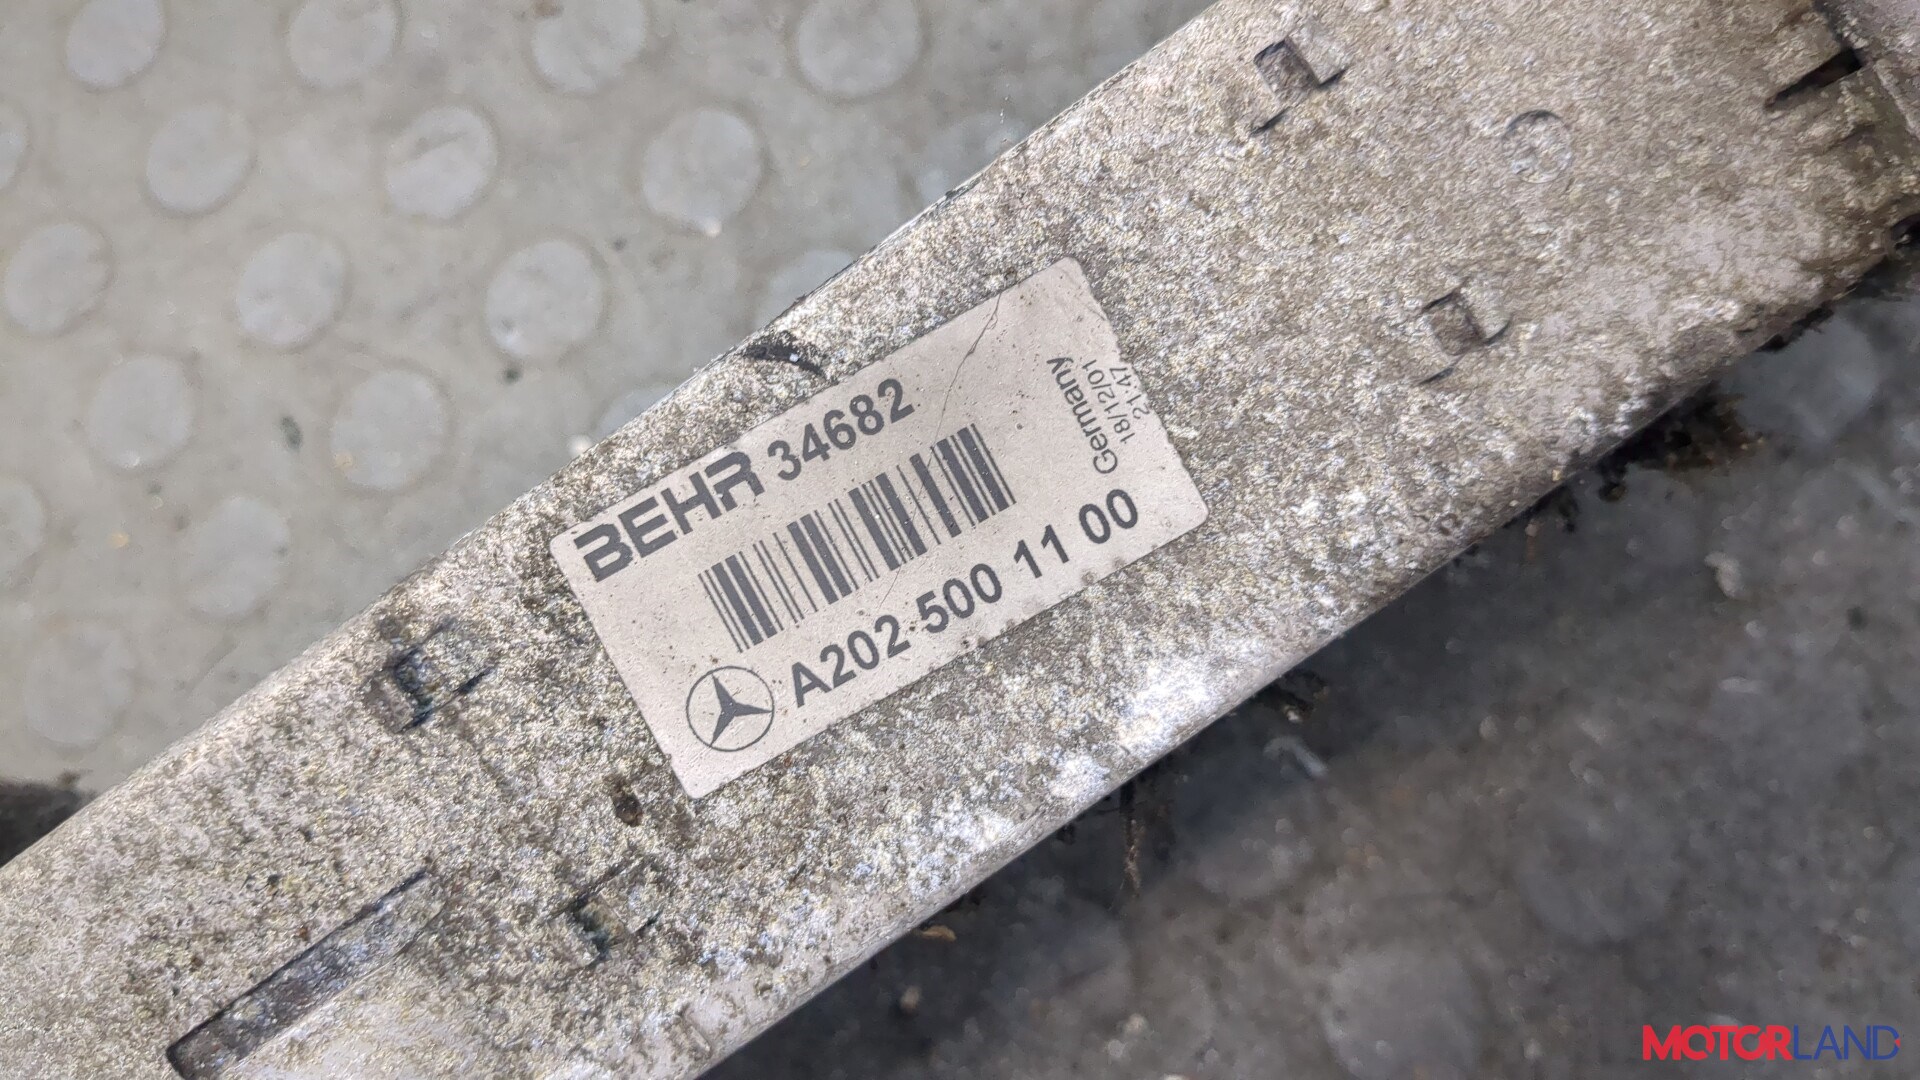 BEHR 34682
A202 500 11 00
Germany
18/12/01
21:47
MOTORLAND